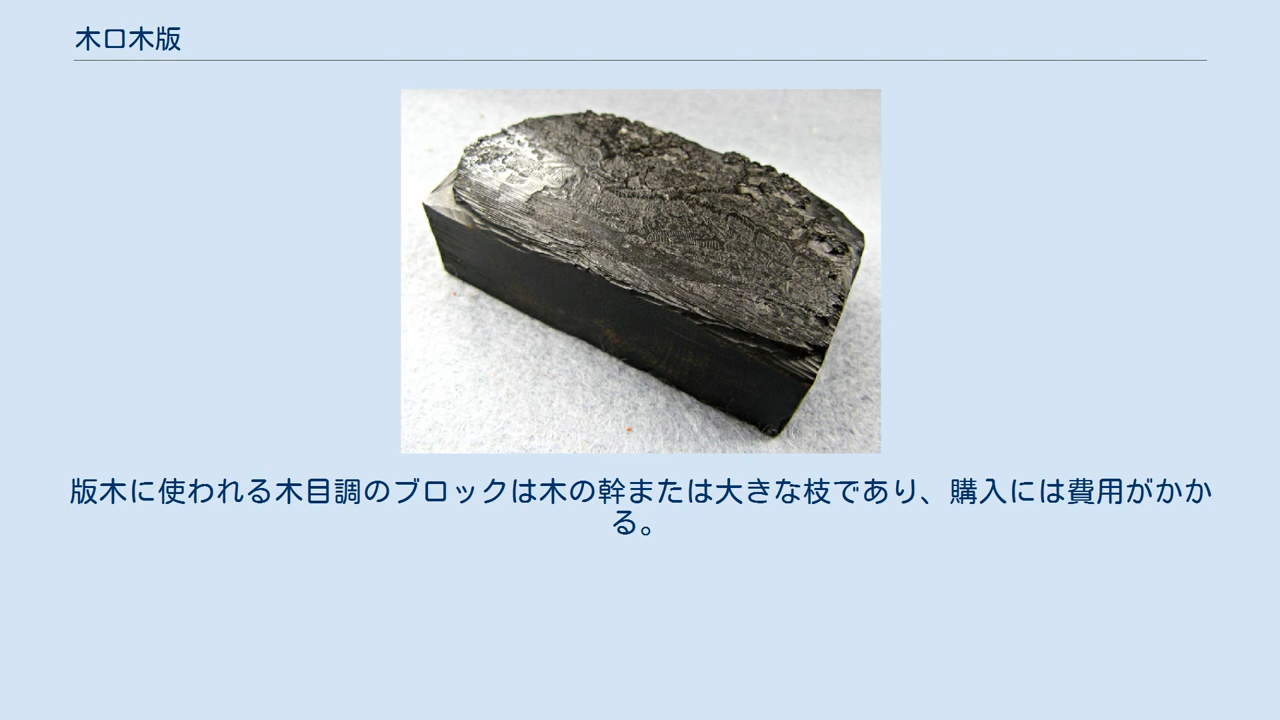 木口木版
版木に使われる木目調のブロックは木の幹または大きな枝であり、購入には費用がかか
る。